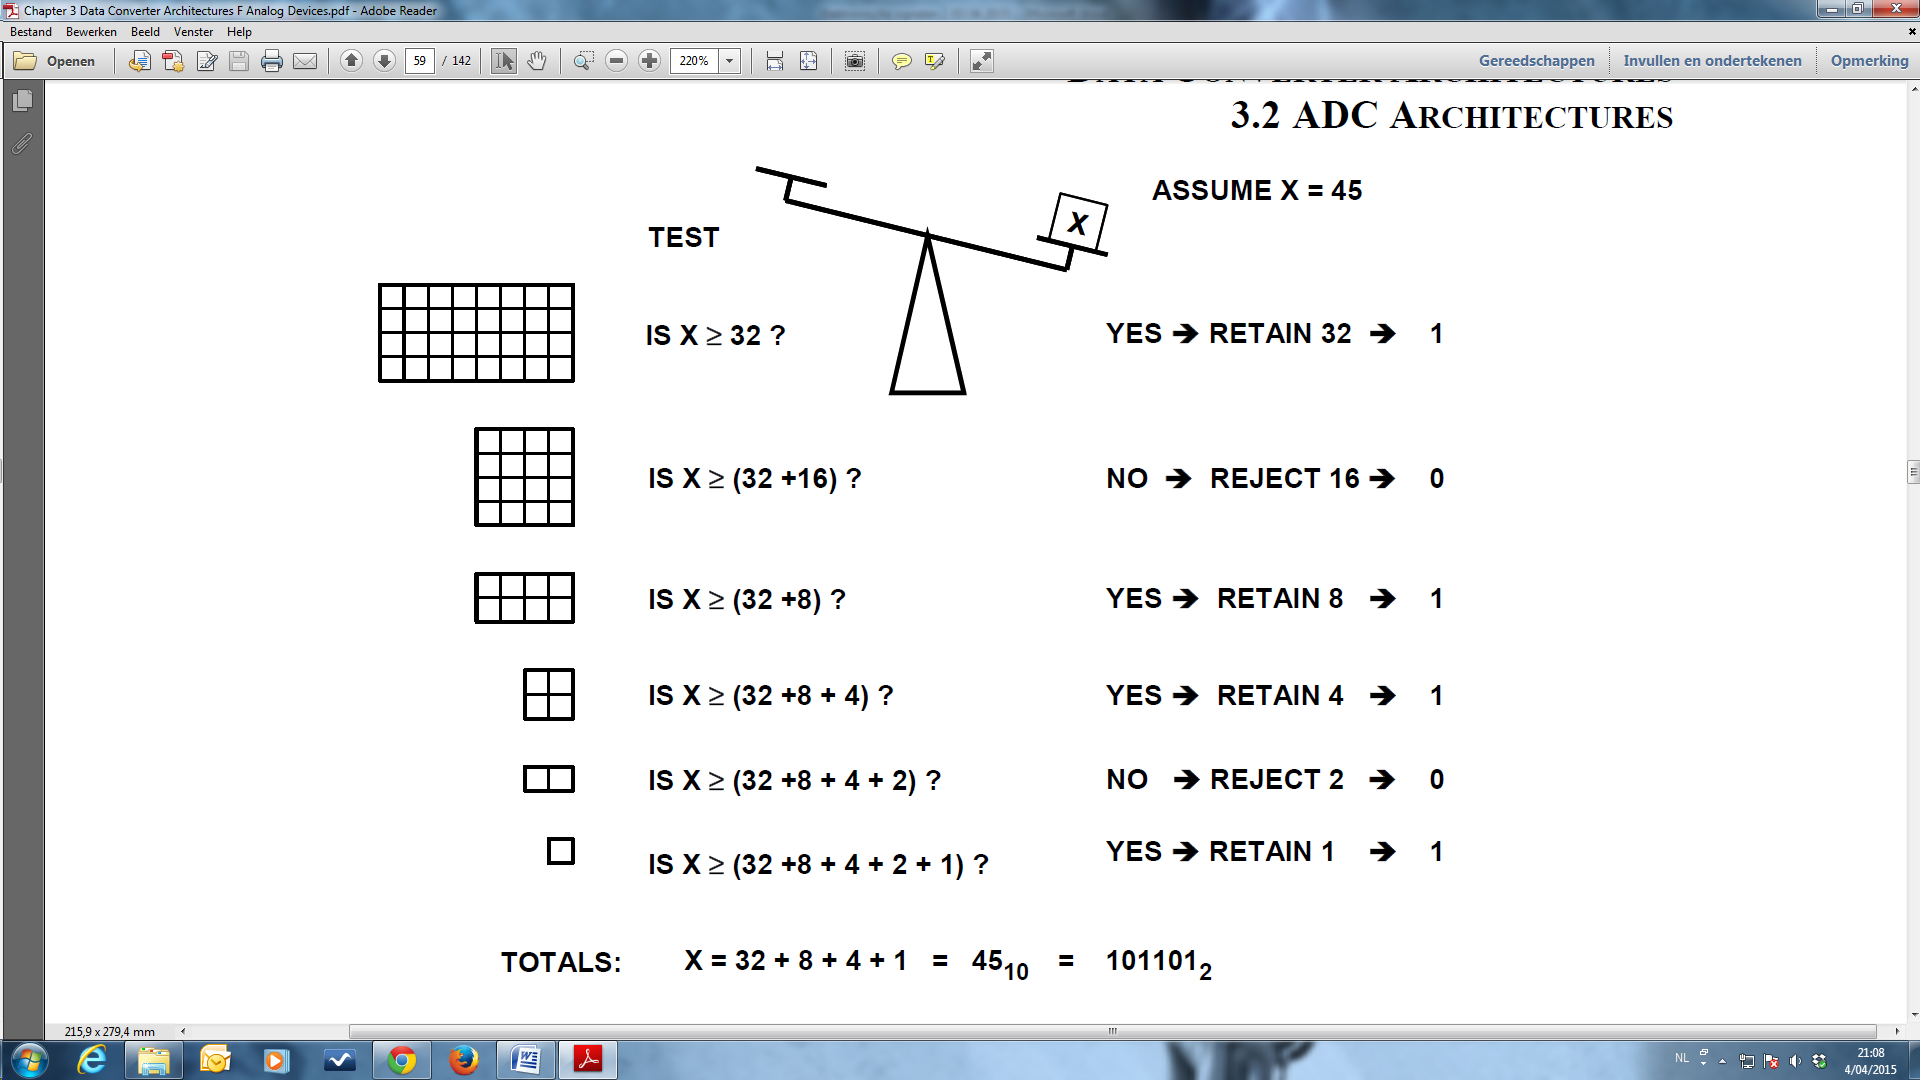 Chapter 3 Data Converter Architectures F Analog Devices.pdf - Adobe Reader
Bestand Bewerken Beeld Venster Help
Openen 59 / 142 220% Gereedschappen Invullen en ondertekenen Opmerking
DATA CONVERTER ARCHITECTURES
3.2 ADC ARCHITECTURES
ASSUME X = 45
X
TEST
IS X ≥ 32 ? YES ➔ RETAIN 32 ➔ 1
IS X ≥ (32 +16) ? NO ➔ REJECT 16 ➔ 0
IS X ≥ (32 +8) ? YES ➔ RETAIN 8 ➔ 1
IS X ≥ (32 +8 + 4) ? YES ➔ RETAIN 4 ➔ 1
IS X ≥ (32 +8 + 4 + 2) ? NO ➔ REJECT 2 ➔ 0
IS X ≥ (32 +8 + 4 + 2 + 1) ? YES ➔ RETAIN 1 ➔ 1
TOTALS: X = 32 + 8 + 4 + 1 = 45₁₀ = 101101₂
215,9 x 279,4 mm
NL 21:08
4/04/2015